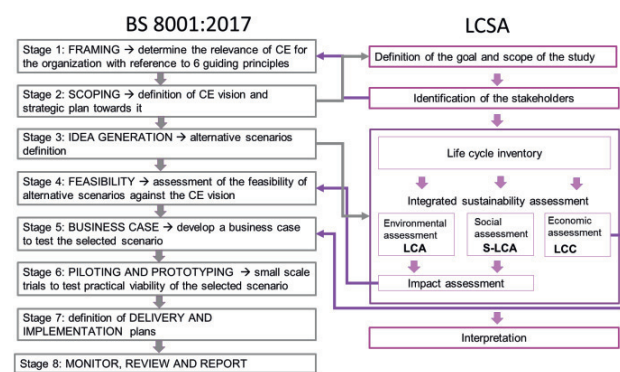 BS 8001:2017
Stage 1: FRAMING → determine the relevance of CE for
the organization with reference to 6 guiding principles
Stage 2: SCOPING → definition of CE vision and
strategic plan towards it
Stage 3: IDEA GENERATION → alternative scenarios
definition
Stage 4: FEASIBILITY → assessment of the feasibility of
alternative scenarios against the CE vision
Stage 5: BUSINESS CASE → develop a business case
to test the selected scenario
Stage 6: PILOTING AND PROTOTYPING → small scale
trials to test practical viability of the selected scenario
Stage 7: definition of DELIVERY AND
IMPLEMENTATION plans
Stage 8: MONITOR, REVIEW AND REPORT
LCSA
Definition of the goal and scope of the study
Identification of the stakeholders
Life cycle inventory
Integrated sustainability assessment
Environmental
assessment
LCA
Social
assessment
S-LCA
Economic
assessment
LCC
Impact assessment
Interpretation